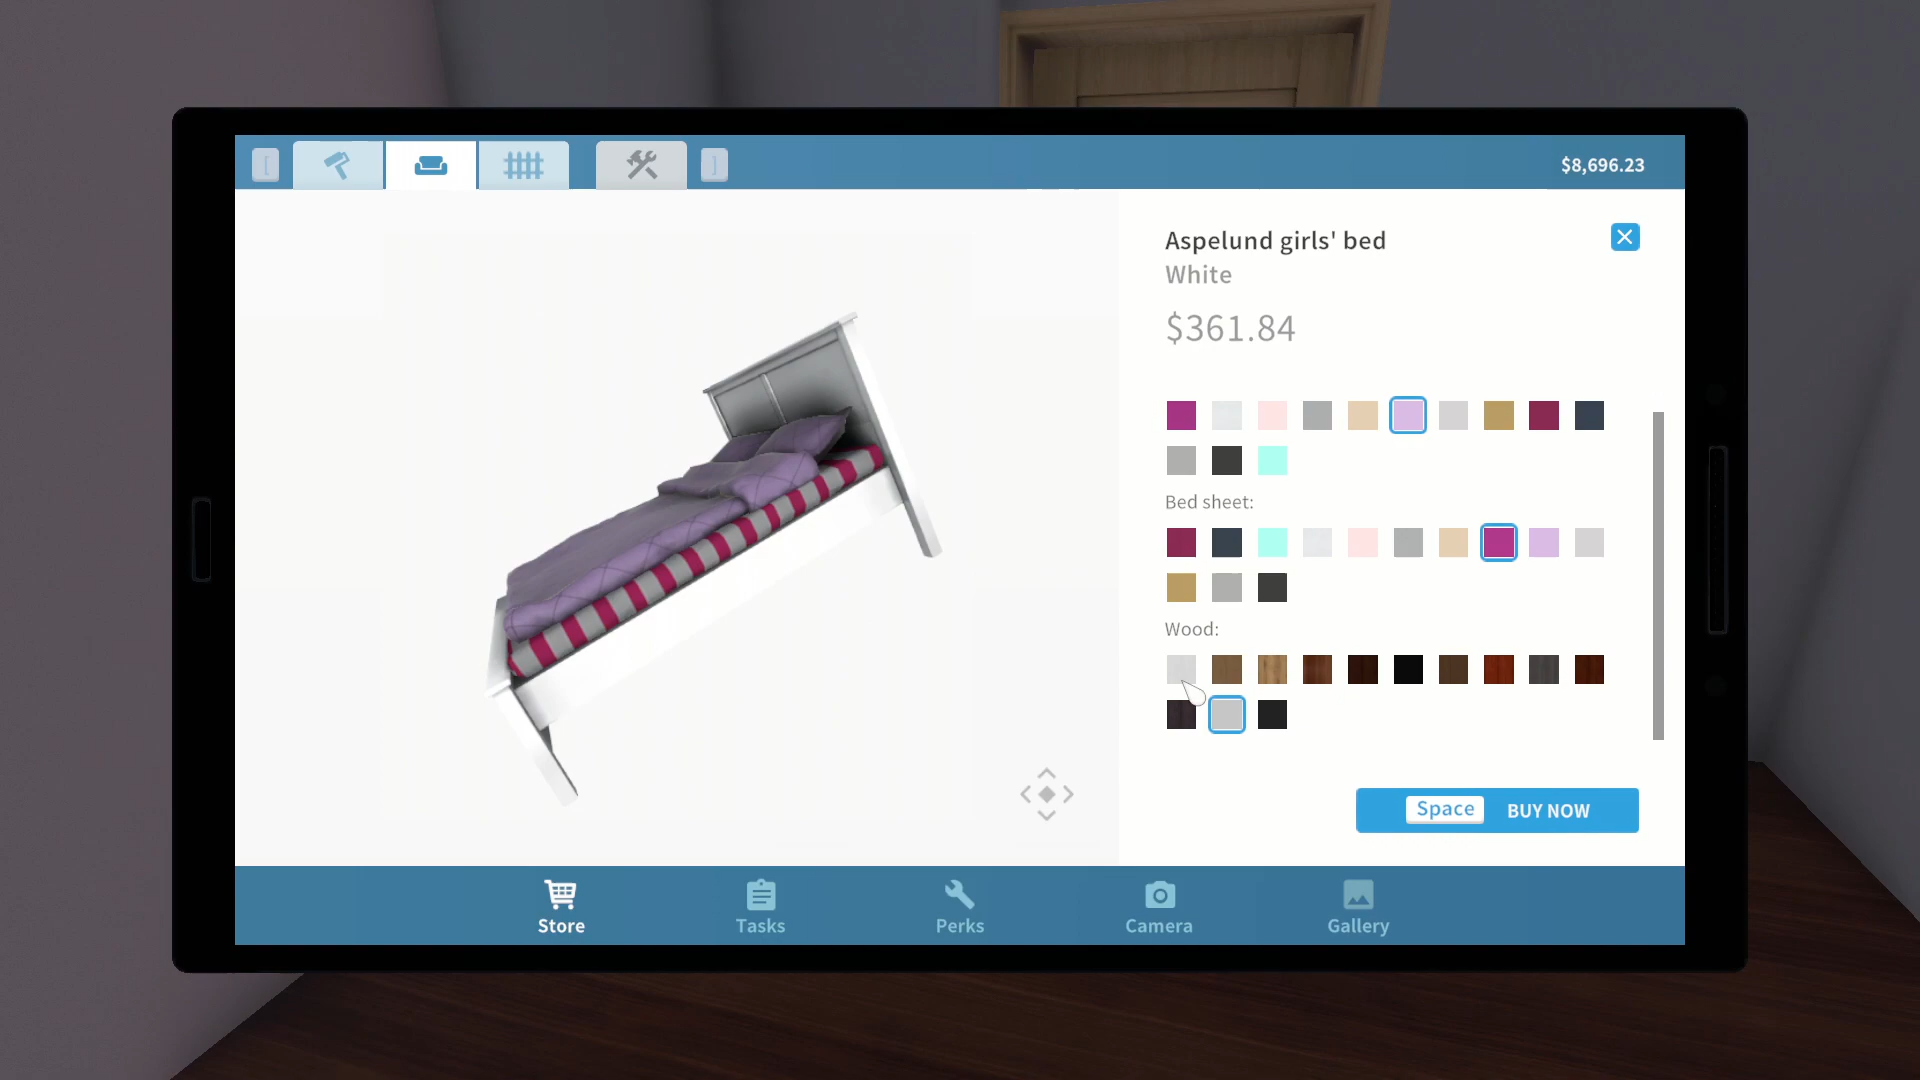 [
]
$8,696.23
Aspelund girls' bed
White
$361.84
Bed sheet:
Wood:
Space BUY NOW
Store
Tasks
Perks
Camera
Gallery